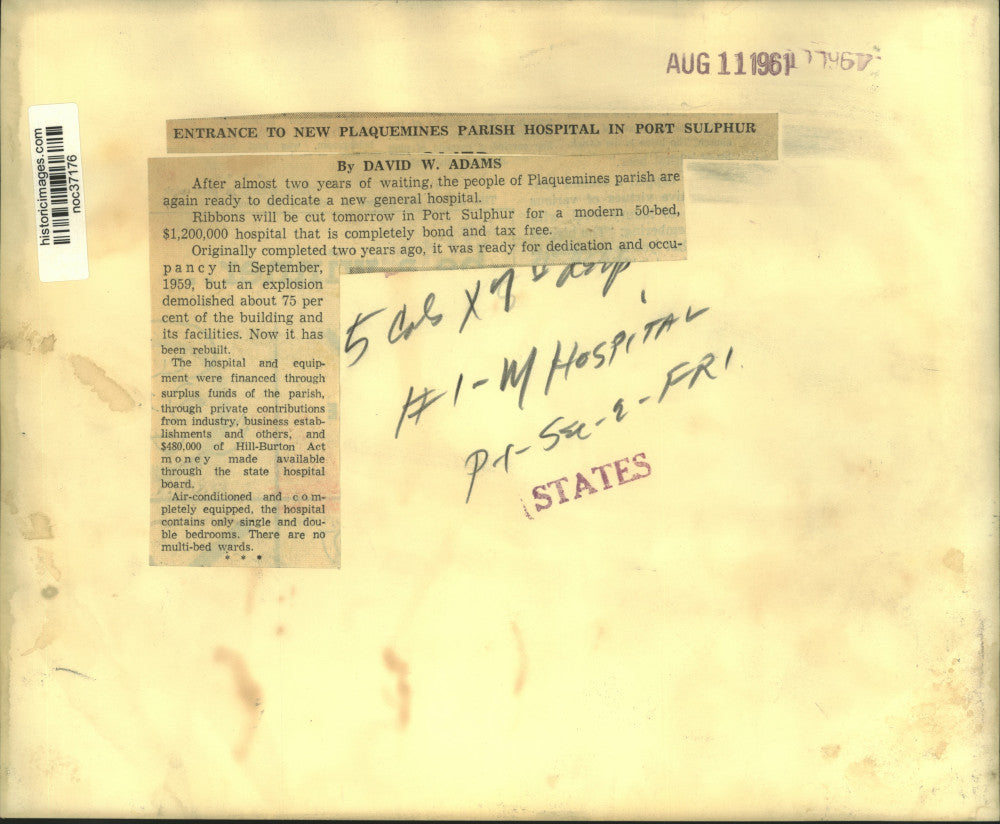 AUG 11 1961
historicimages.com
noc37176
ENTRANCE TO NEW PLAQUEMINES PARISH HOSPITAL IN PORT SULPHUR
By DAVID W. ADAMS
After almost two years of waiting, the people of Plaquemines parish are
again ready to dedicate a new general hospital.
Ribbons will be cut tomorrow in Port Sulphur for a modern 50-bed,
$1,200,000 hospital that is completely bond and tax free.
Originally completed two years ago, it was ready for dedication and occu-
pancy in September,
1959, but an explosion
demolished about 75 per
cent of the building and
its facilities. Now it has
been rebuilt.
The hospital and equip-
ment were financed through
surplus funds of the parish,
through private contributions
from industry, business estab-
lishments and others, and
$480,000 of Hill-Burton Act
money made available
through the state hospital
board.
Air-conditioned and com-
pletely equipped, the hospital
contains only single and dou-
ble bedrooms. There are no
multi-bed wards.
* * *
5 Cols X 7
#1-M HOSPITAL
Pt-Sec-2-FRI.
STATES